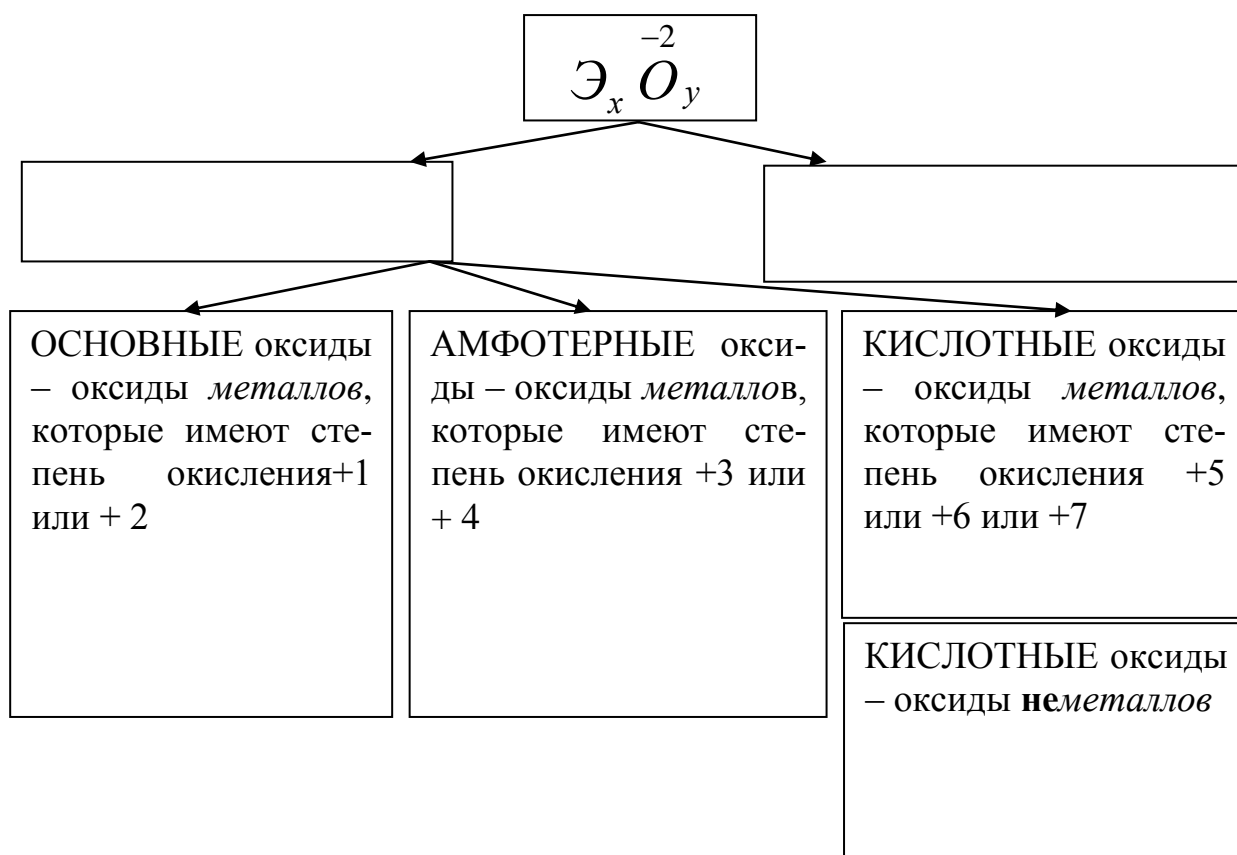 –2
Эx Oy
ОСНОВНЫЕ оксиды
– оксиды металлов,
которые имеют сте-
пень окисления+1
или + 2
АМФОТЕРНЫЕ окси-
ды – оксиды металлов,
которые имеют сте-
пень окисления +3 или
+ 4
КИСЛОТНЫЕ оксиды
– оксиды металлов,
которые имеют сте-
пень окисления +5
или +6 или +7
КИСЛОТНЫЕ оксиды
– оксиды неметаллов